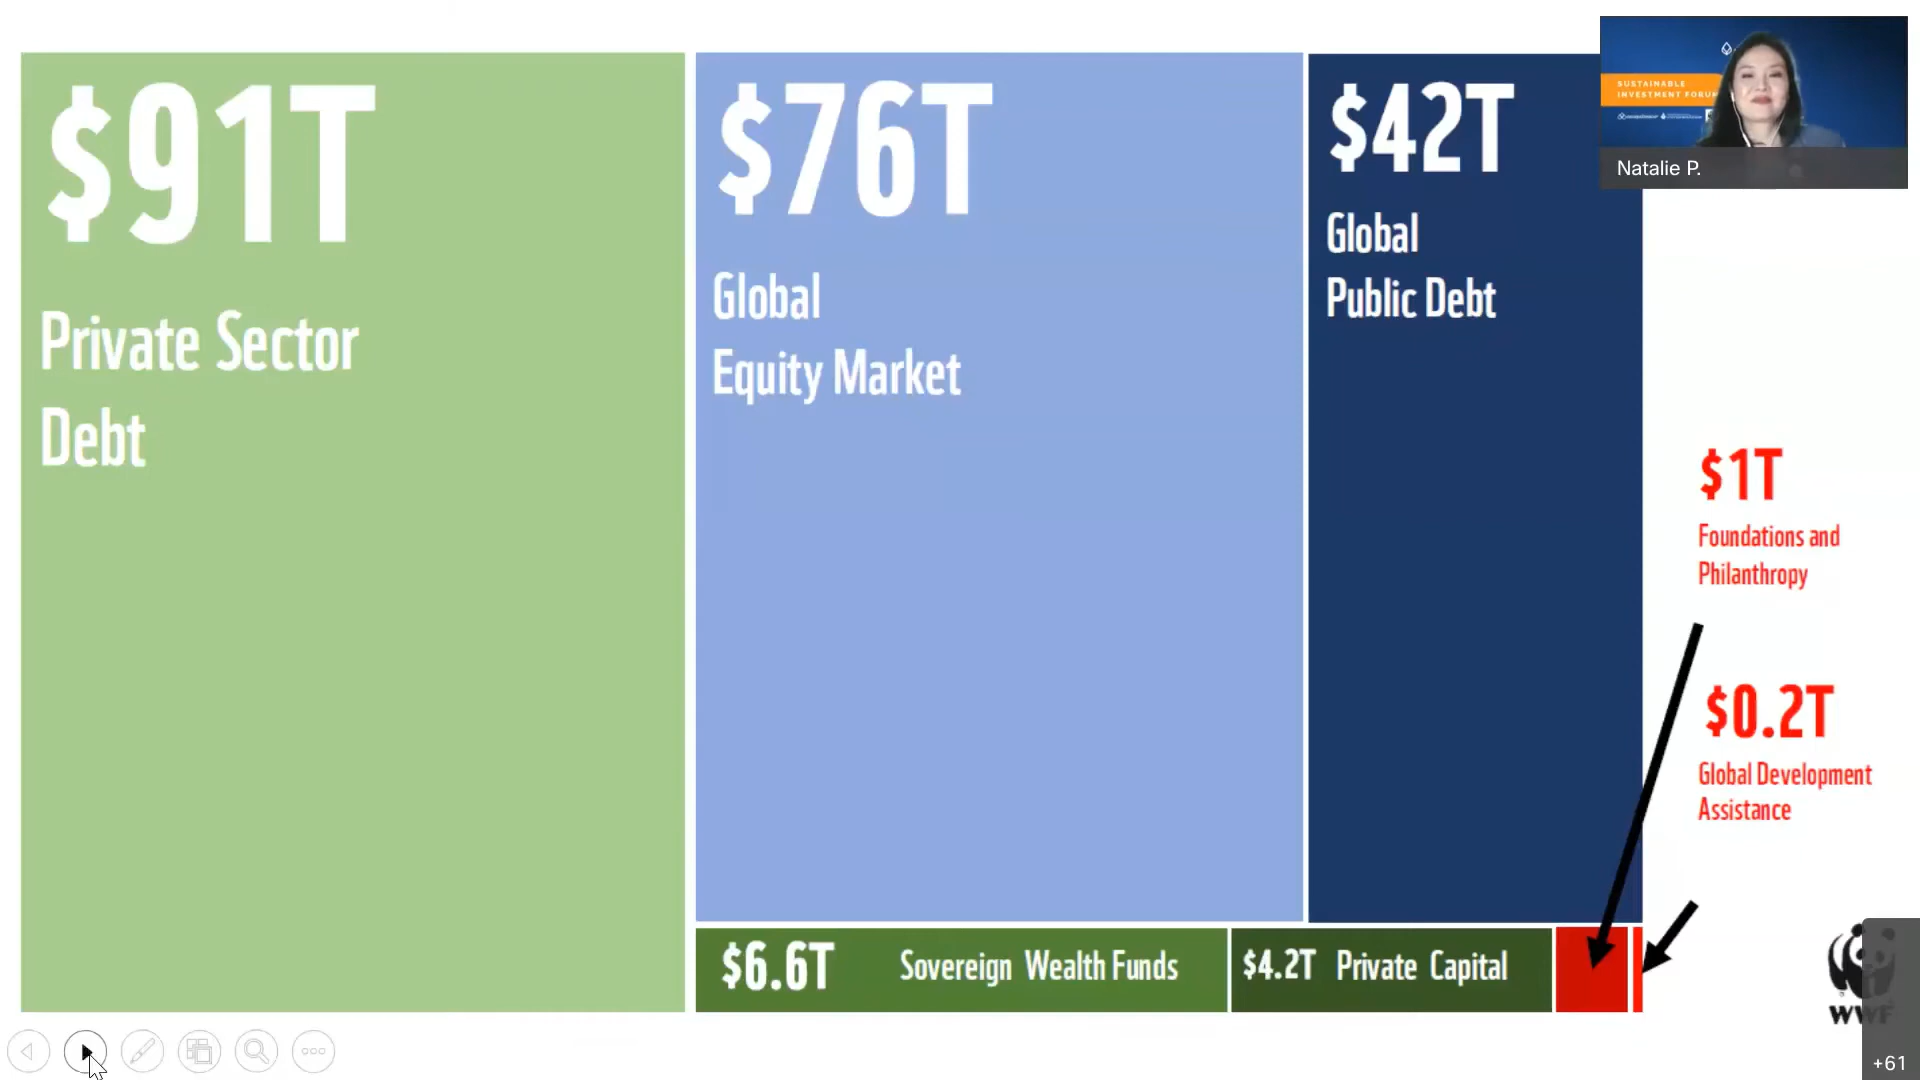 $91T
Private Sector
Debt
$76T
Global
Equity Market
$42T
Global
Public Debt
SUSTAINABLE
INVESTMENT FORUM
Natalie P.
$1T
Foundations and
Philanthropy
$0.2T
Global Development
Assistance
$6.6T Sovereign Wealth Funds
$4.2T Private Capital
WWF
+61